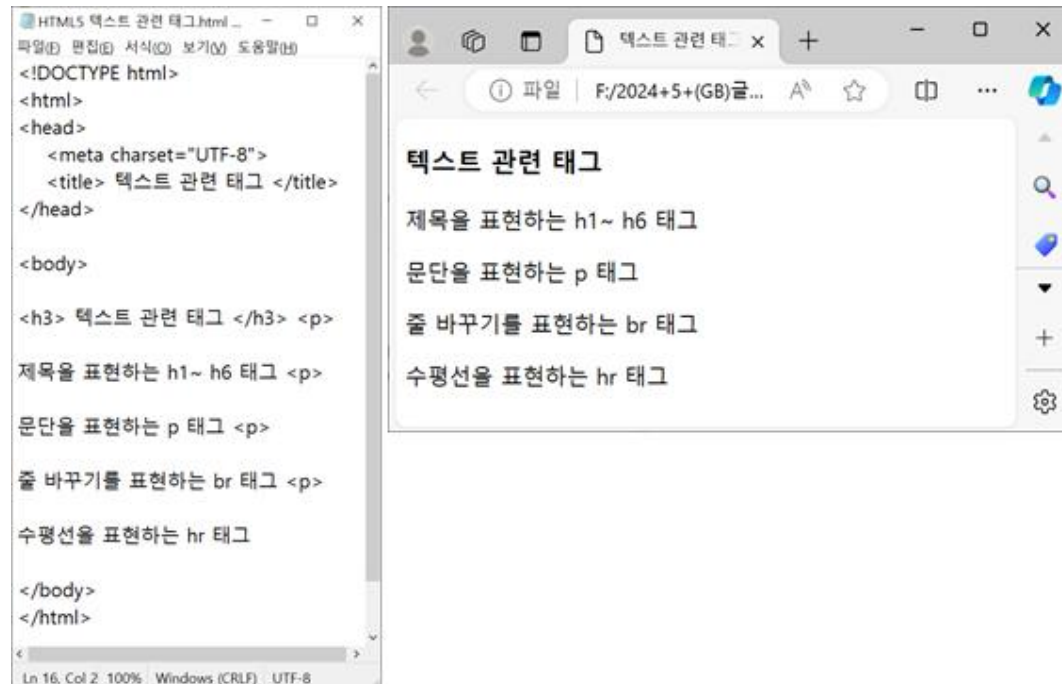 HTML5 텍스트 관련 태그.html ...
파일(F) 편집(E) 서식(O) 보기(V) 도움말(H)
<!DOCTYPE html>
<html>
<head>
<meta charset="UTF-8">
<title> 텍스트 관련 태그 </title>
</head>
<body>
<h3> 텍스트 관련 태그 </h3> <p>
제목을 표현하는 h1~ h6 태그 <p>
문단을 표현하는 p 태그 <p>
줄 바꾸기를 표현하는 br 태그 <p>
수평선을 표현하는 hr 태그
</body>
</html>
Ln 16, Col 2 100% Windows (CRLF) UTF-8
텍스트 관련 태그
파일 F:/2024+5+(GB)글...
텍스트 관련 태그
제목을 표현하는 h1~ h6 태그
문단을 표현하는 p 태그
줄 바꾸기를 표현하는 br 태그
수평선을 표현하는 hr 태그